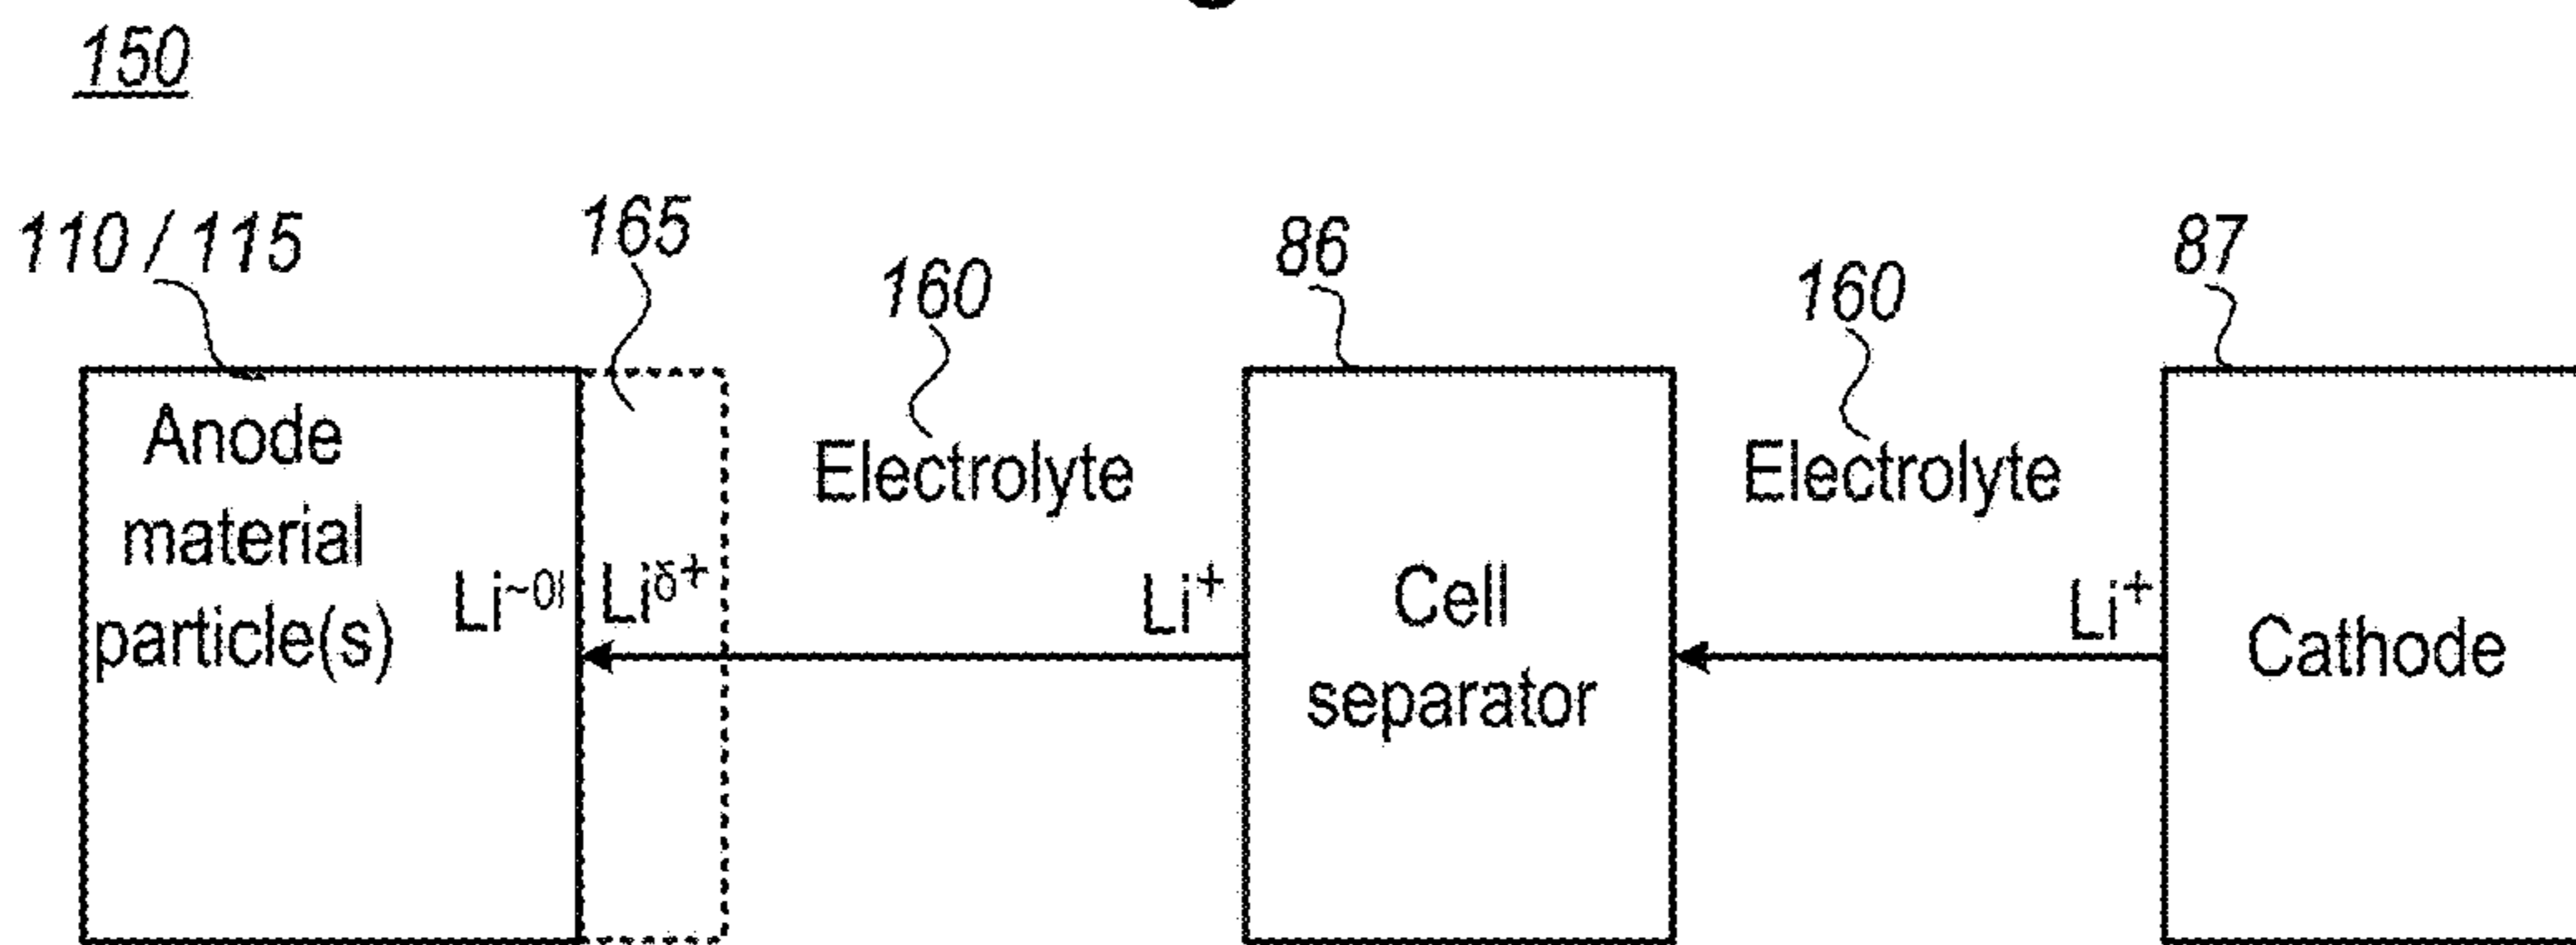 150
110 / 115
165
160
86
160
87
Anode
material
particle(s)
Li~0l
Liδ+
Electrolyte
Li+
Cell
separator
Electrolyte
Li+
Cathode